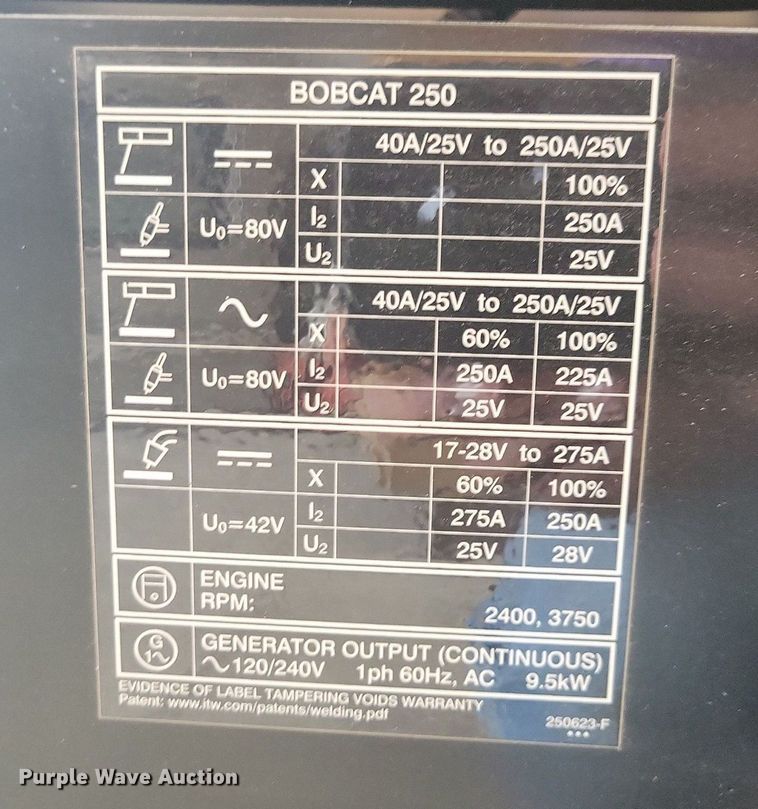 BOBCAT 250
40A/25V to 250A/25V
X 100%
U₀=80V I₂ 250A
U₂ 25V
40A/25V to 250A/25V
X 60% 100%
U₀=80V I₂ 250A 225A
U₂ 25V 25V
17-28V to 275A
X 60% 100%
U₀=42V I₂ 275A 250A
U₂ 25V 28V
ENGINE
RPM: 2400, 3750
G
1~
GENERATOR OUTPUT (CONTINUOUS)
~120/240V 1ph 60Hz, AC 9.5kW
EVIDENCE OF LABEL TAMPERING VOIDS WARRANTY
Patent: www.itw.com/patents/welding.pdf
250623-F
Purple Wave Auction